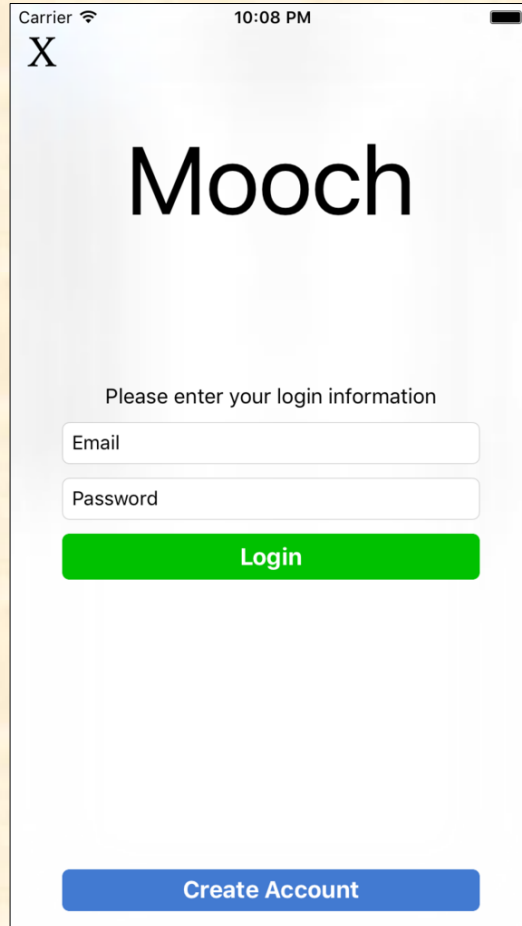 Carrier 10:08 PM
X
Mooch
Please enter your login information
Email
Password
Login
Create Account